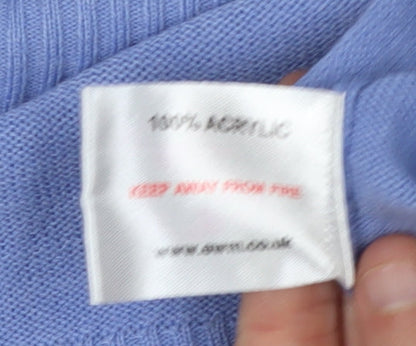 100% ACRYLIC
KEEP AWAY FROM FIRE